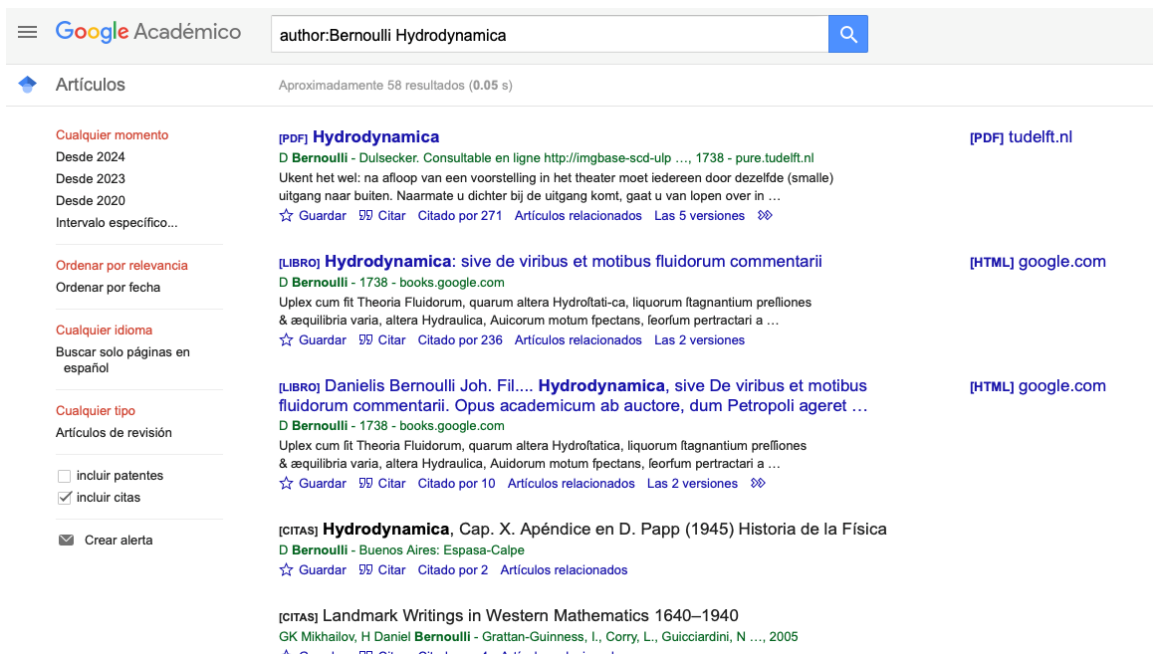 Google Académico
author:Bernoulli Hydrodynamica
Artículos
Aproximadamente 58 resultados (0.05 s)
Cualquier momento
Desde 2024
Desde 2023
Desde 2020
Intervalo específico...
Ordenar por relevancia
Ordenar por fecha
Cualquier idioma
Buscar solo páginas en
español
Cualquier tipo
Artículos de revisión
incluir patentes
incluir citas
Crear alerta
[PDF] Hydrodynamica
D Bernoulli - Dulsecker. Consultable en ligne http://imgbase-scd-ulp …, 1738 - pure.tudelft.nl
Ukent het wel: na afloop van een voorstelling in het theater moet iedereen door dezelfde (smalle)
uitgang naar buiten. Naarmate u dichter bij de uitgang komt, gaat u van lopen over in …
Guardar Citar Citado por 271 Artículos relacionados Las 5 versiones
[PDF] tudelft.nl
[LIBRO] Hydrodynamica: sive de viribus et motibus fluidorum commentarii
D Bernoulli - 1738 - books.google.com
Uplex cum fit Theoria Fluidorum, quarum altera Hydroſtati-ca, liquorum ſtagnantium preſſiones
& æquilibria varia, altera Hydraulica, Auicorum motum fpectans, ſeorſum pertractari a …
Guardar Citar Citado por 236 Artículos relacionados Las 2 versiones
[HTML] google.com
[LIBRO] Danielis Bernoulli Joh. Fil.... Hydrodynamica, sive De viribus et motibus
fluidorum commentarii. Opus academicum ab auctore, dum Petropoli ageret …
D Bernoulli - 1738 - books.google.com
Uplex cum ſit Theoria Fluidorum, quarum altera Hydroſtatica, liquorum ſtagnantium preſſiones
& æquilibria varia, altera Hydraulica, Auidorum motum fpectans, ſeorfum pertractari a …
Guardar Citar Citado por 10 Artículos relacionados Las 2 versiones
[HTML] google.com
[CITAS] Hydrodynamica, Cap. X. Apéndice en D. Papp (1945) Historia de la Física
D Bernoulli - Buenos Aires: Espasa-Calpe
Guardar Citar Citado por 2 Artículos relacionados
[CITAS] Landmark Writings in Western Mathematics 1640–1940
GK Mikhailov, H Daniel Bernoulli - Grattan-Guinness, I., Corry, L., Guicciardini, N …, 2005